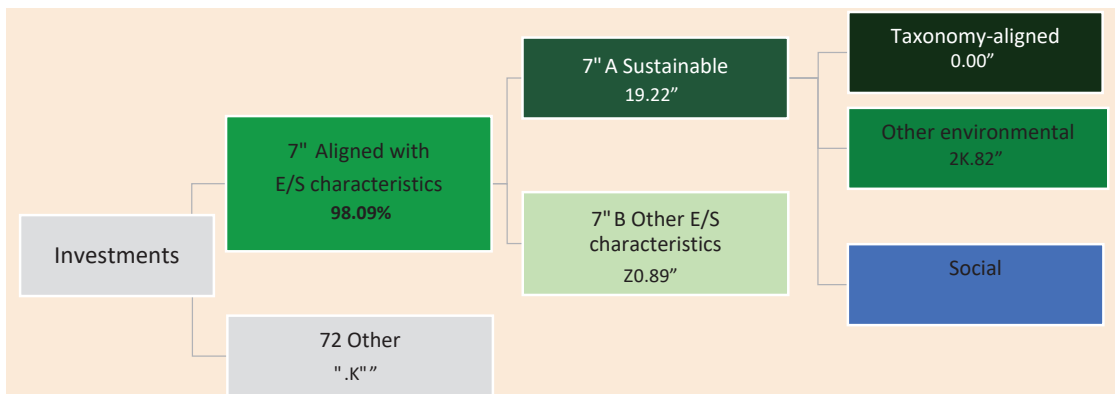 Investments
7" Aligned with
E/S characteristics
98.09%
72 Other
".K"”
7" A Sustainable
19.22”
7" B Other E/S
characteristics
Z0.89”
Taxonomy-aligned
0.00”
Other environmental
2K.82”
Social